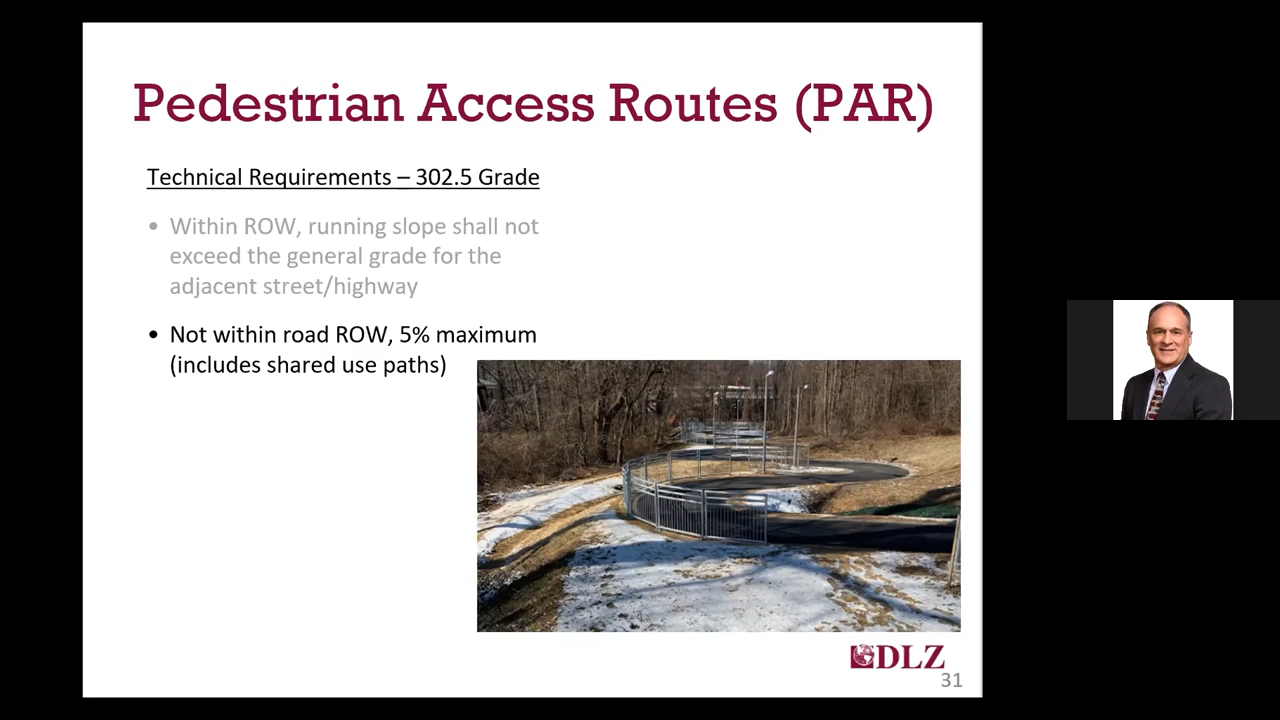 Pedestrian Access Routes (PAR)
Technical Requirements – 302.5 Grade
• Within ROW, running slope shall not
exceed the general grade for the
adjacent street/highway
• Not within road ROW, 5% maximum
(includes shared use paths)
DLZ
31